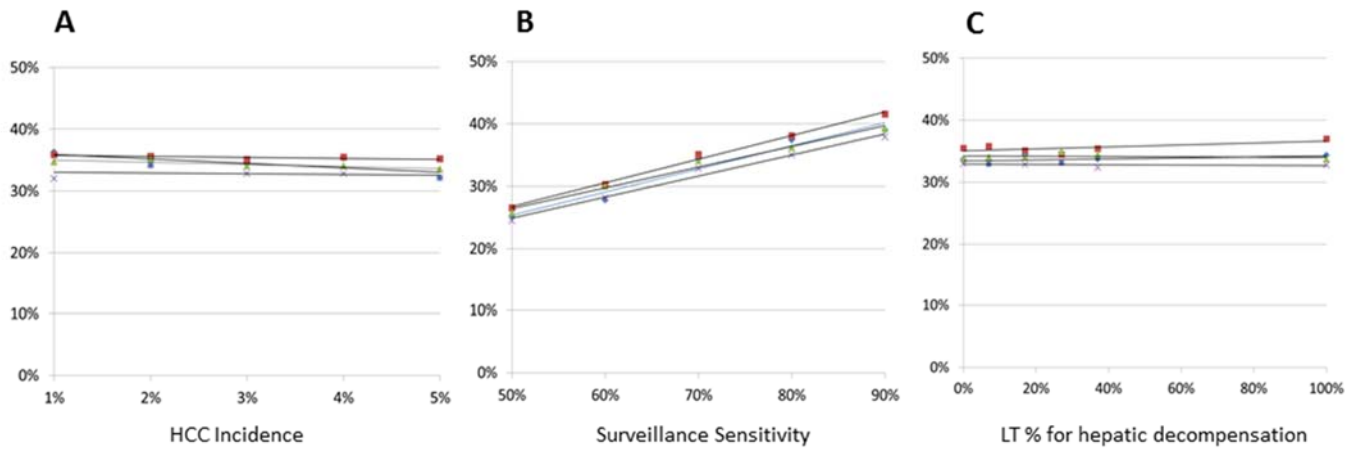 A
50%
40%
30%
20%
10%
0%
1% 2% 3% 4% 5%
HCC Incidence
B
50%
40%
30%
20%
10%
0%
50% 60% 70% 80% 90%
Surveillance Sensitivity
C
50%
40%
30%
20%
10%
0%
0% 20% 40% 60% 80% 100%
LT % for hepatic decompensation